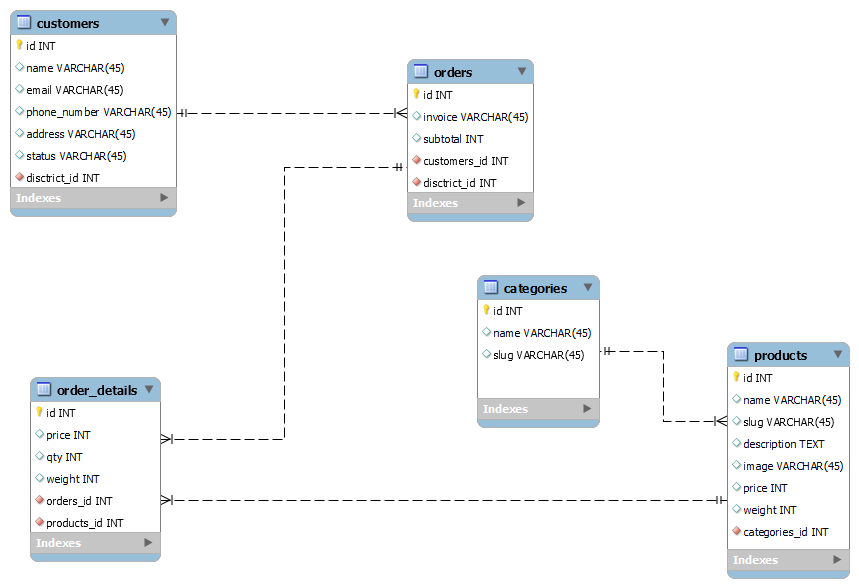 customers
id INT
name VARCHAR(45)
email VARCHAR(45)
phone_number VARCHAR(45)
address VARCHAR(45)
status VARCHAR(45)
disctrict_id INT
Indexes
orders
id INT
invoice VARCHAR(45)
subtotal INT
customers_id INT
disctrict_id INT
Indexes
categories
id INT
name VARCHAR(45)
slug VARCHAR(45)
Indexes
products
id INT
name VARCHAR(45)
slug VARCHAR(45)
description TEXT
image VARCHAR(45)
price INT
weight INT
categories_id INT
Indexes
order_details
id INT
price INT
qty INT
weight INT
orders_id INT
products_id INT
Indexes